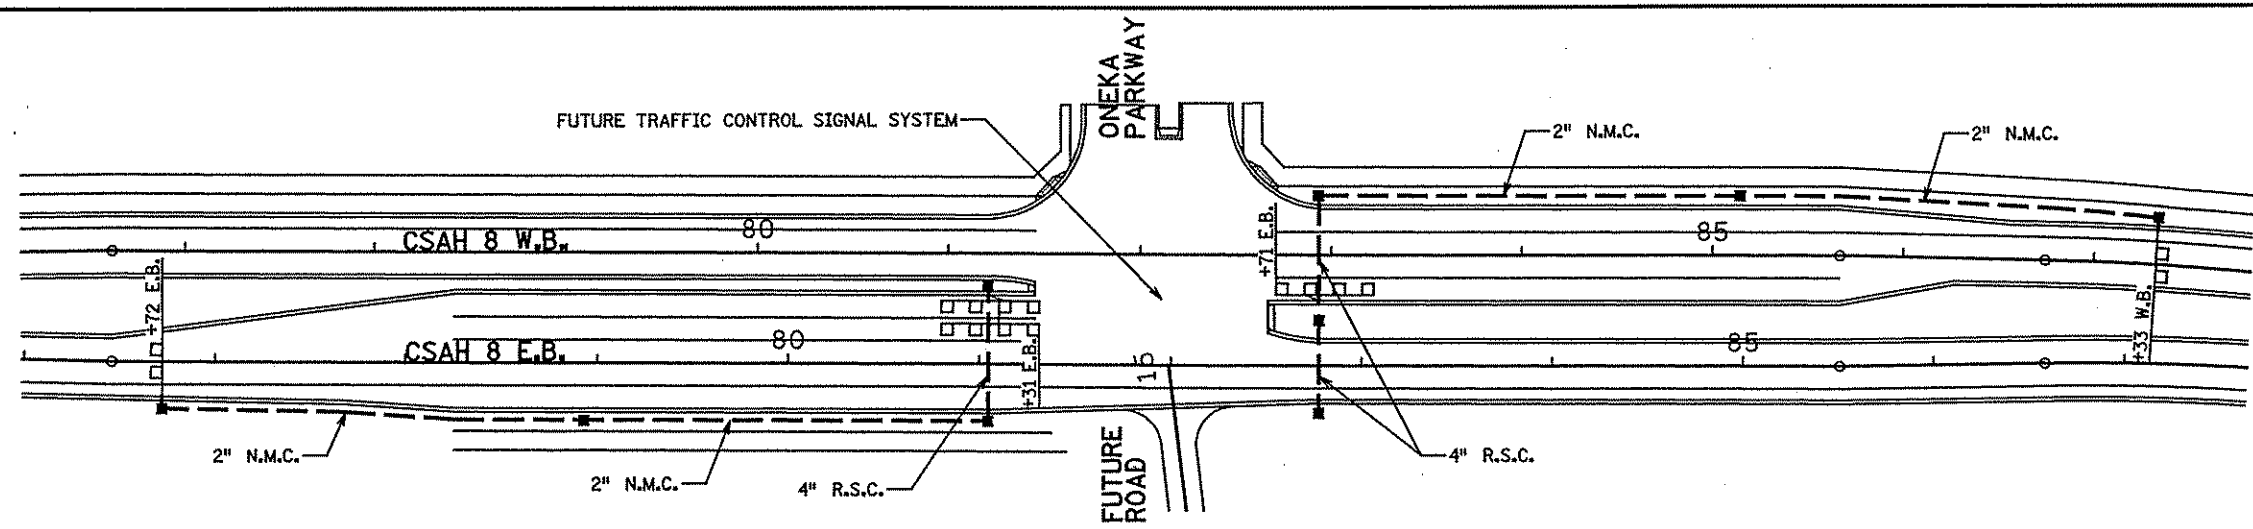 ONEKA
PARKWAY
FUTURE TRAFFIC CONTROL SIGNAL SYSTEM
2" N.M.C.
2" N.M.C.
CSAH 8 W.B.
80
85
+72 E.B.
+71 E.B.
+33 W.B.
CSAH 8 E.B.
80
85
+31 E.B.
15
2" N.M.C.
2" N.M.C.
4" R.S.C.
4" R.S.C.
FUTURE
ROAD